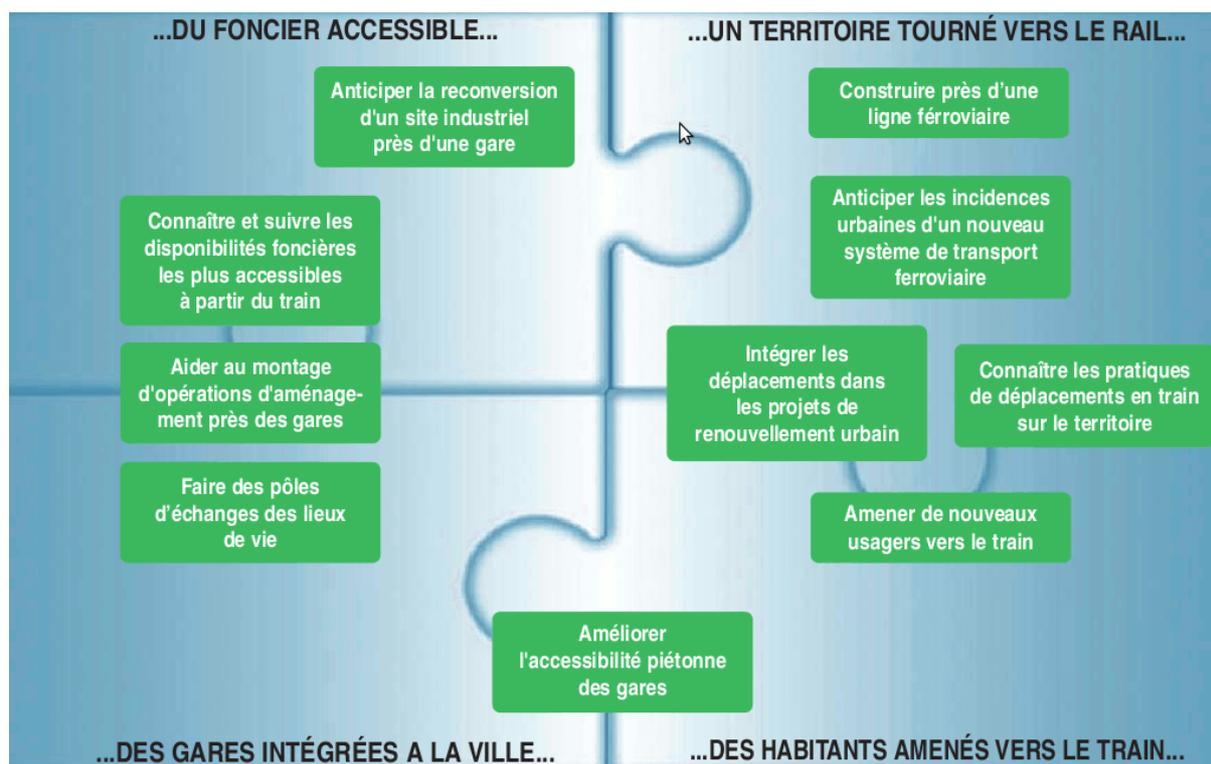 ...DU FONCIER ACCESSIBLE...
...UN TERRITOIRE TOURNÉ VERS LE RAIL...
Anticiper la reconversion
d'un site industriel
près d'une gare
Construire près d’une
ligne férroviaire
Connaître et suivre les
disponibilités foncières
les plus accessibles
à partir du train
Anticiper les incidences
urbaines d'un nouveau
système de transport
ferroviaire
Aider au montage
d'opérations d'aménage-
ment près des gares
Intégrer les
déplacements dans
les projets de
renouvellement urbain
Connaître les pratiques
de déplacements en train
sur le territoire
Faire des pôles
d’échanges des lieux
de vie
Amener de nouveaux
usagers vers le train
Améliorer
l'accessibilité piétonne
des gares
...DES GARES INTÉGRÉES A LA VILLE...
...DES HABITANTS AMENÉS VERS LE TRAIN...